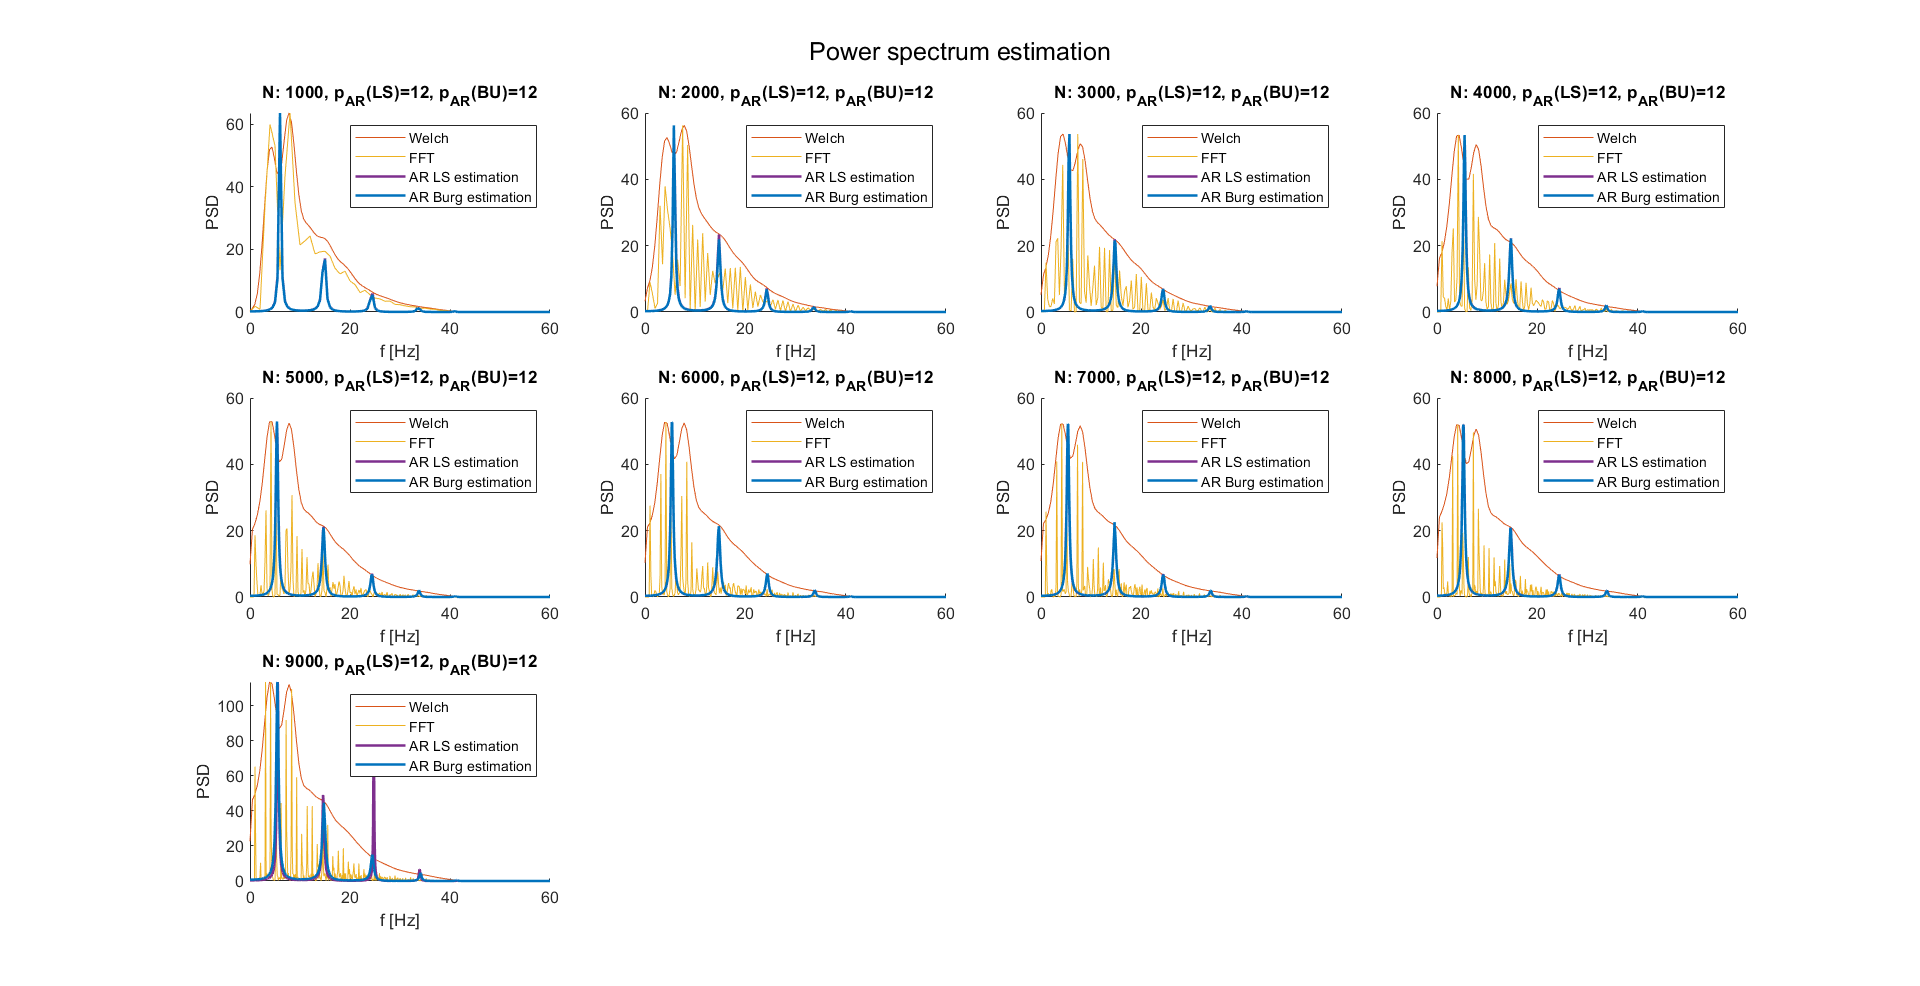 Power spectrum estimation
N: 1000, pAR(LS)=12, pAR(BU)=12
60
40
20
0
PSD
Welch
FFT
AR LS estimation
AR Burg estimation
0 20 40 60
f [Hz]
N: 2000, pAR(LS)=12, pAR(BU)=12
60
40
20
0
PSD
Welch
FFT
AR LS estimation
AR Burg estimation
0 20 40 60
f [Hz]
N: 3000, pAR(LS)=12, pAR(BU)=12
60
40
20
0
PSD
Welch
FFT
AR LS estimation
AR Burg estimation
0 20 40 60
f [Hz]
N: 4000, pAR(LS)=12, pAR(BU)=12
60
40
20
0
PSD
Welch
FFT
AR LS estimation
AR Burg estimation
0 20 40 60
f [Hz]
N: 5000, pAR(LS)=12, pAR(BU)=12
60
40
20
0
PSD
Welch
FFT
AR LS estimation
AR Burg estimation
0 20 40 60
f [Hz]
N: 6000, pAR(LS)=12, pAR(BU)=12
60
40
20
0
PSD
Welch
FFT
AR LS estimation
AR Burg estimation
0 20 40 60
f [Hz]
N: 7000, pAR(LS)=12, pAR(BU)=12
60
40
20
0
PSD
Welch
FFT
AR LS estimation
AR Burg estimation
0 20 40 60
f [Hz]
N: 8000, pAR(LS)=12, pAR(BU)=12
60
40
20
0
PSD
Welch
FFT
AR LS estimation
AR Burg estimation
0 20 40 60
f [Hz]
N: 9000, pAR(LS)=12, pAR(BU)=12
100
80
60
40
20
0
PSD
Welch
FFT
AR LS estimation
AR Burg estimation
0 20 40 60
f [Hz]